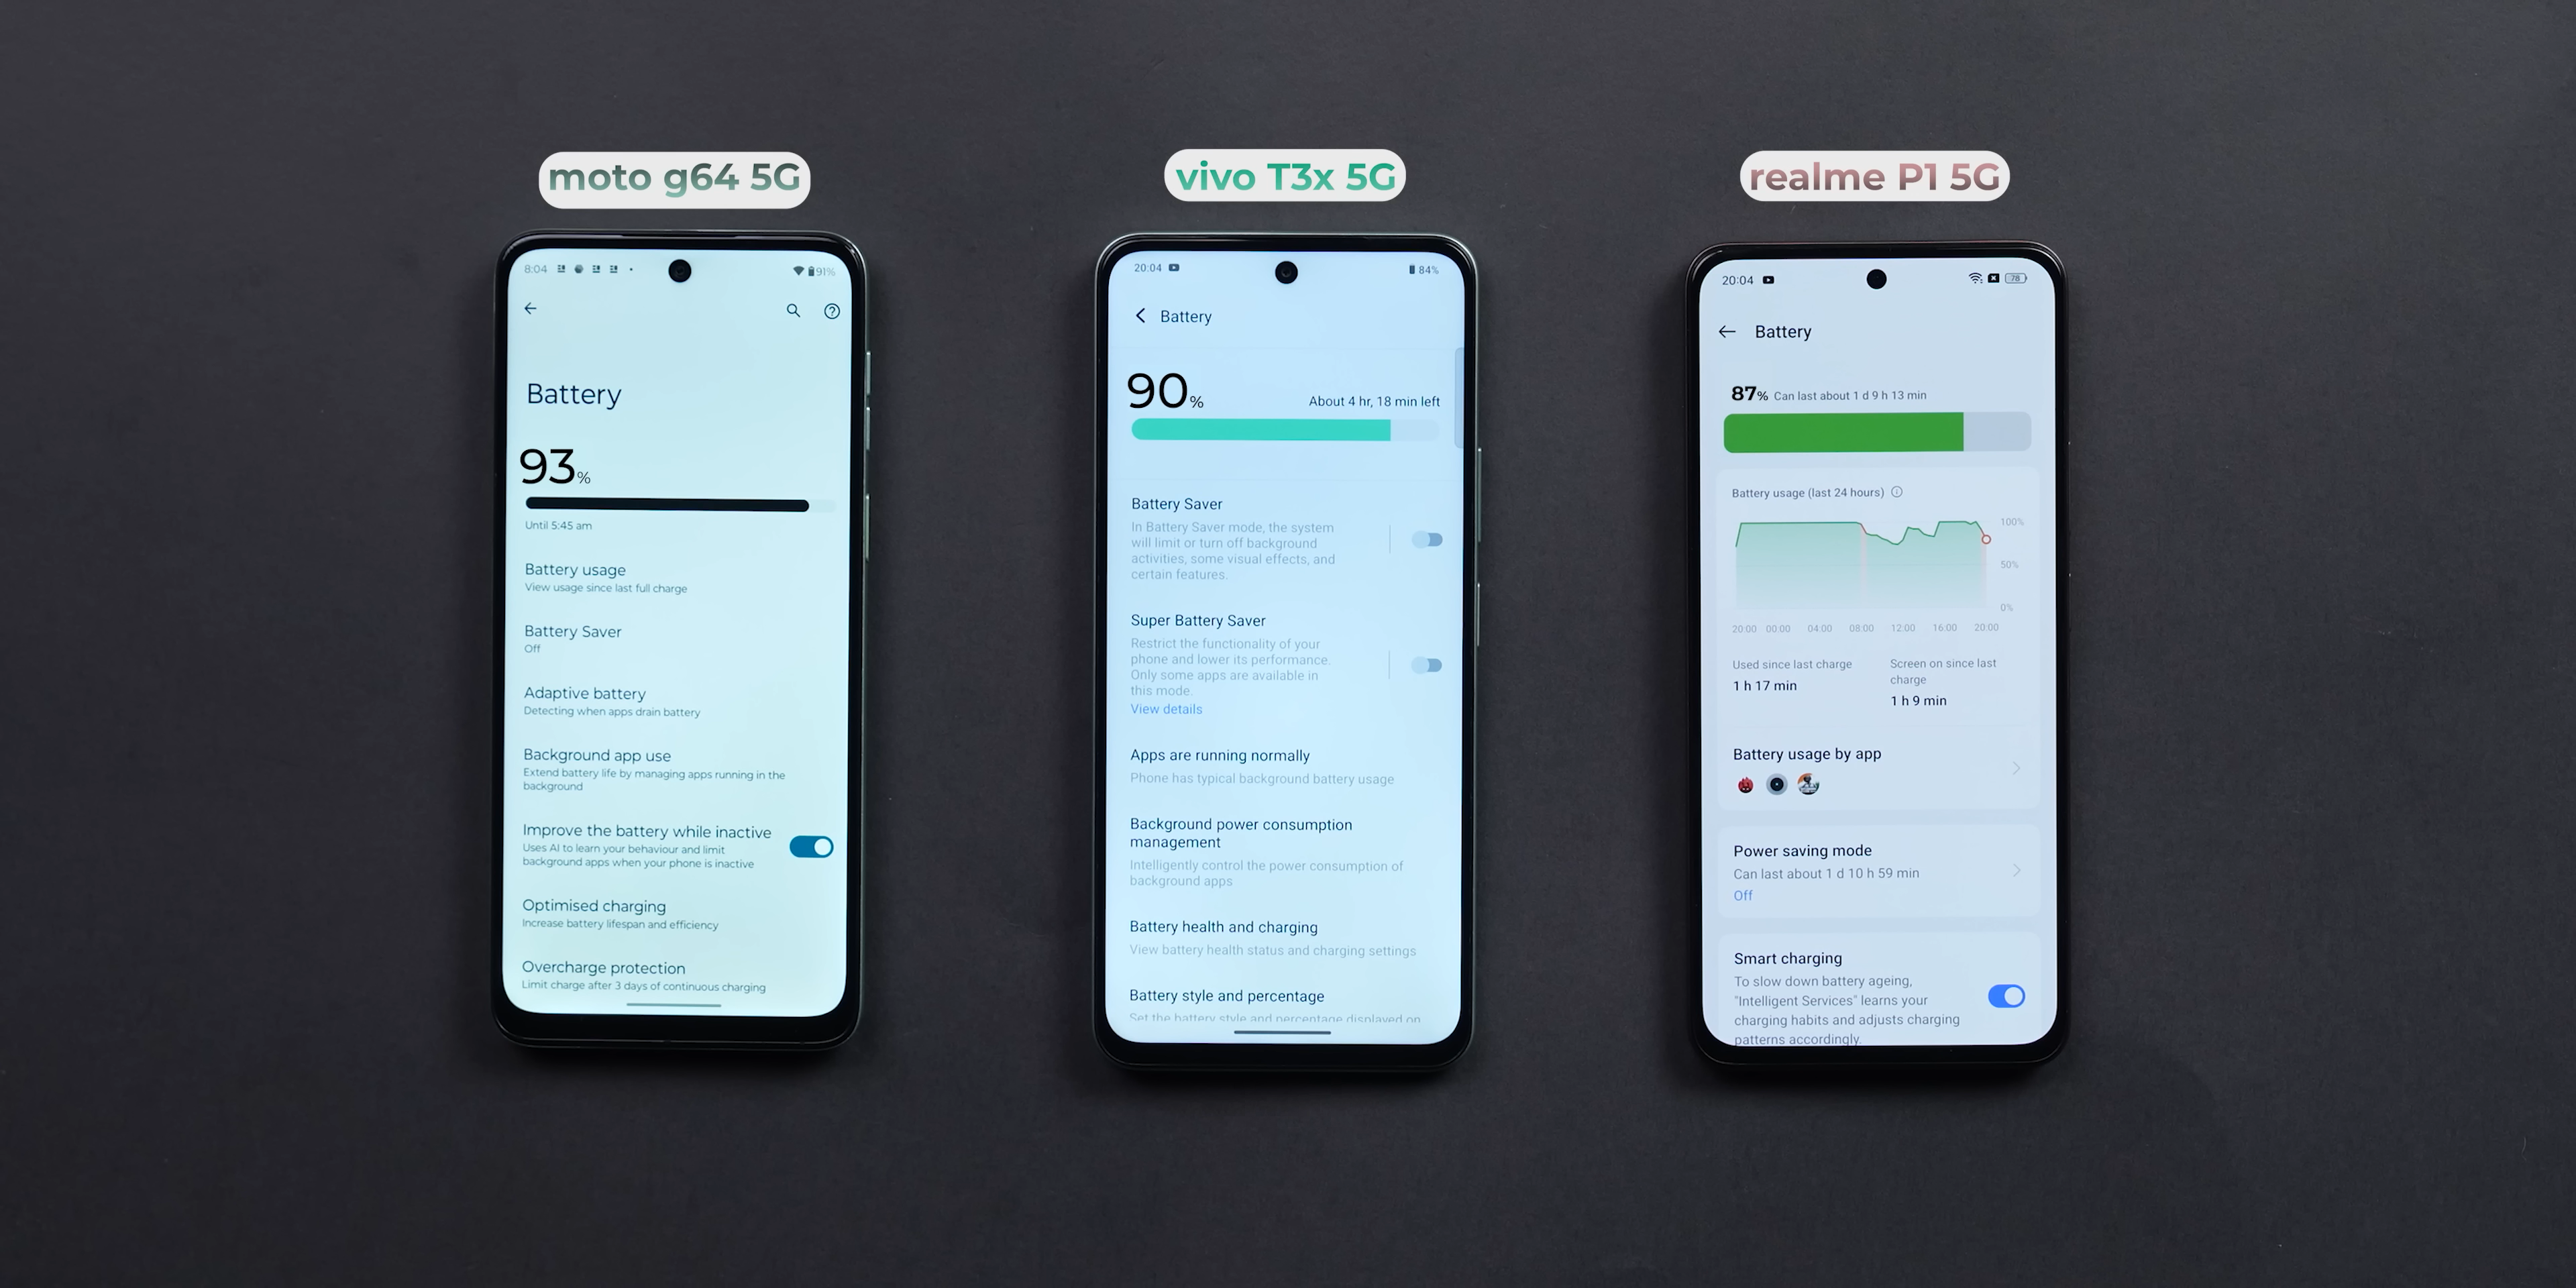 moto g64 5G
8:04
91%
Battery
93%
Until 5:45 am
Battery usage
View usage since last full charge
Battery Saver
Off
Adaptive battery
Detecting when apps drain battery
Background app use
Extend battery life by managing apps running in the
background
Improve the battery while inactive
Uses AI to learn your behaviour and limit
background apps when your phone is inactive
Optimised charging
Increase battery lifespan and efficiency
Overcharge protection
Limit charge after 3 days of continuous charging
vivo T3x 5G
20:04
84%
Battery
90%
About 4 hr, 18 min left
Battery Saver
In Battery Saver mode, the system
will limit or turn off background
activities, some visual effects, and
certain features.
Super Battery Saver
Restrict the functionality of your
phone and lower its performance.
Only some apps are available in
this mode.
View details
Apps are running normally
Phone has typical background battery usage
Background power consumption
management
Intelligently control the power consumption of
background apps
Battery health and charging
View battery health status and charging settings
Battery style and percentage
Set the battery style and percentage displayed on
realme P1 5G
20:04
78
Battery
87% Can last about 1 d 9 h 13 min
Battery usage (last 24 hours)
100%
50%
0%
20:00 00:00 04:00 08:00 12:00 16:00 20:00
Used since last charge
1 h 17 min
Screen on since last
charge
1 h 9 min
Battery usage by app
Power saving mode
Can last about 1 d 10 h 59 min
Off
Smart charging
To slow down battery ageing,
"Intelligent Services" learns your
charging habits and adjusts charging
patterns accordingly.